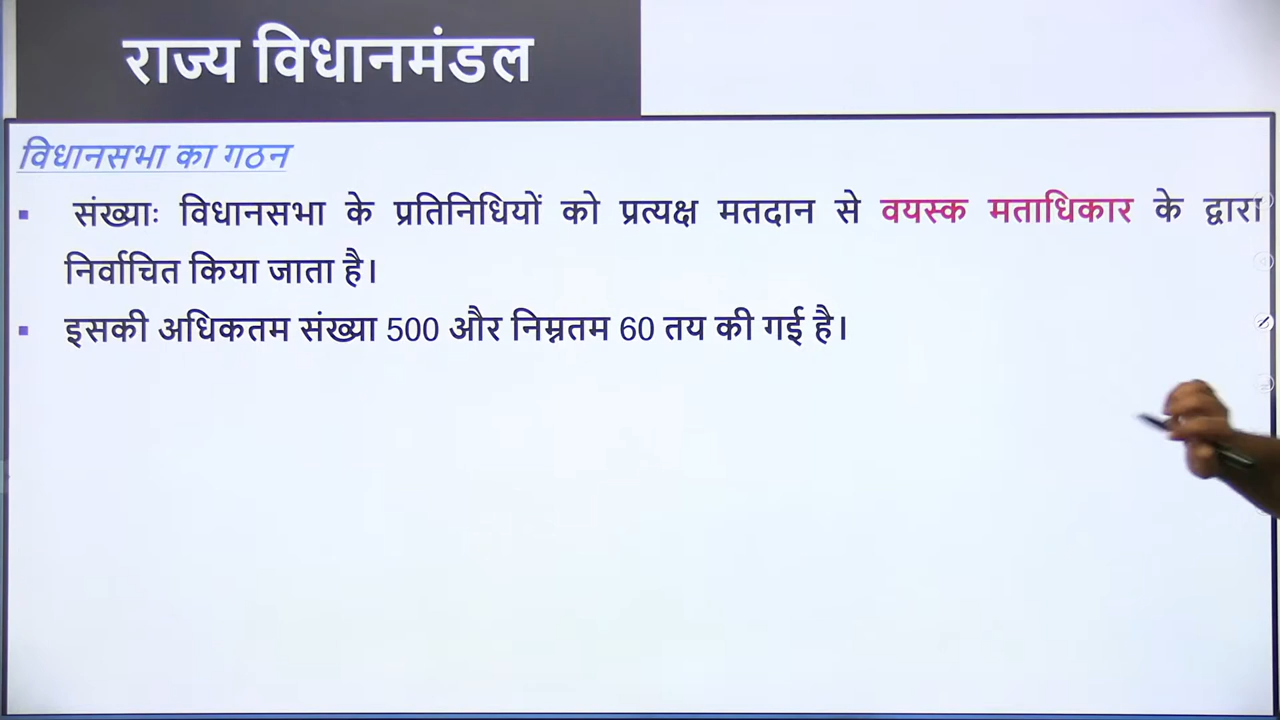 राज्य विधानमंडल
विधानसभा का गठन
▪ संख्याः विधानसभा के प्रतिनिधियों को प्रत्यक्ष मतदान से वयस्क मताधिकार के द्वारा
निर्वाचित किया जाता है।
▪ इसकी अधिकतम संख्या 500 और निम्नतम 60 तय की गई है।